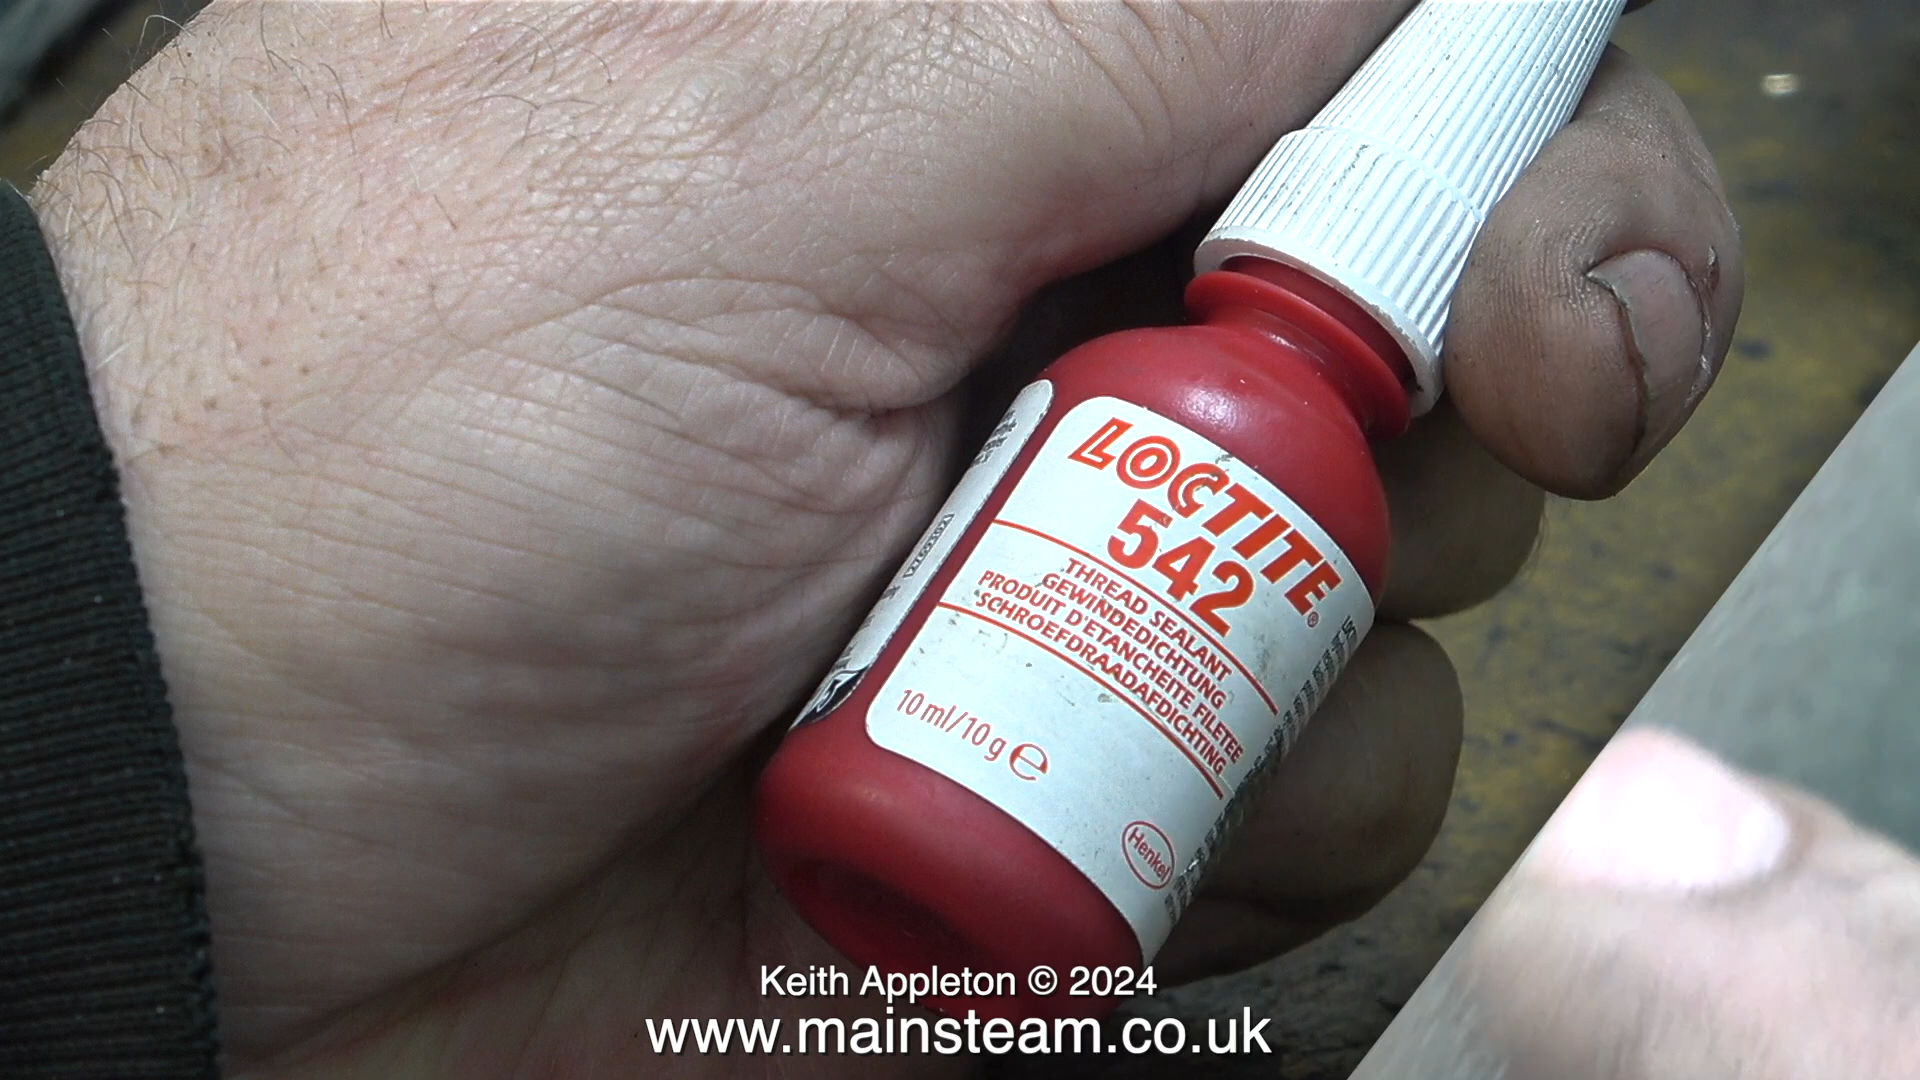 LOCTITE®
542
THREAD SEALANT
GEWINDEDICHTUNG
PRODUIT D'ETANCHEITE FILETEE
SCHROEFDRAADAFDICHTING
10 ml/10 g ℮
Henkel
Keith Appleton © 2024
www.mainsteam.co.uk